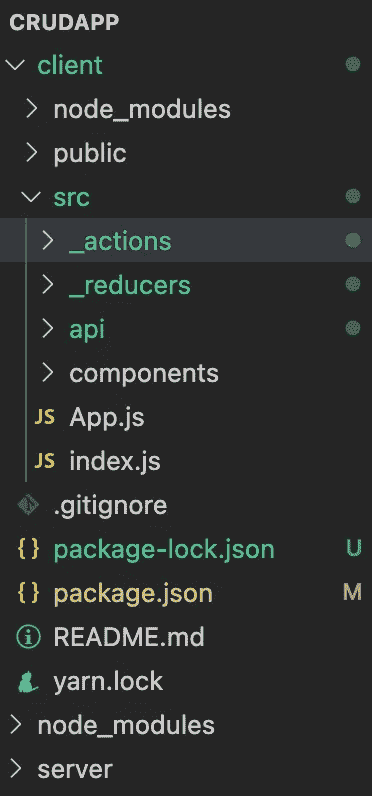 CRUDAPP
client
node_modules
public
src
_actions
_reducers
api
components
JS App.js
JS index.js
.gitignore
{} package-lock.json U
{} package.json M
README.md
yarn.lock
node_modules
server